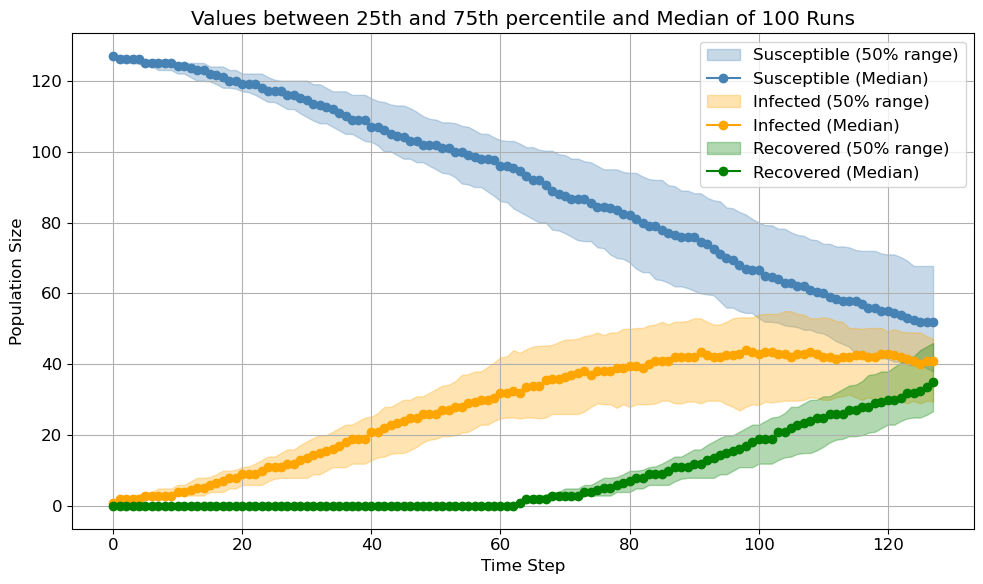 Values between 25th and 75th percentile and Median of 100 Runs
Susceptible (50% range)
Susceptible (Median)
Infected (50% range)
Infected (Median)
Recovered (50% range)
Recovered (Median)
Population Size
120
100
80
60
40
20
0
0 20 40 60 80 100 120
Time Step